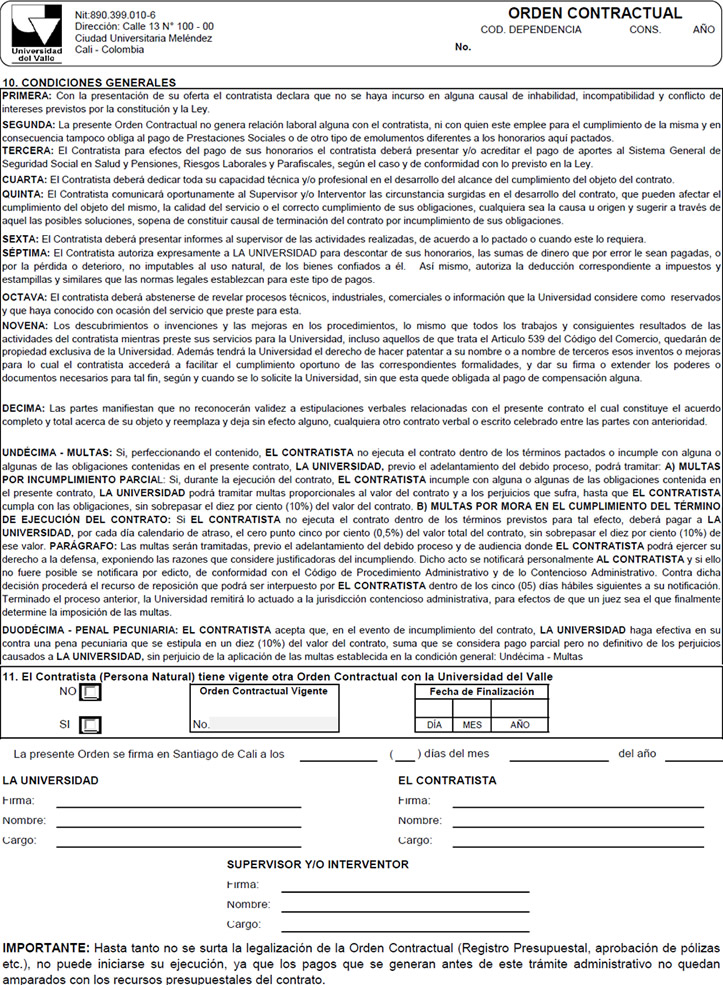 Universidad
del Valle
Nit:890.399.010-6
Dirección: Calle 13 N° 100 - 00
Ciudad Universitaria Meléndez
Cali - Colombia
ORDEN CONTRACTUAL
COD. DEPENDENCIA CONS. AÑO
No.
10. CONDICIONES GENERALES
PRIMERA: Con la presentación de su oferta el contratista declara que no se haya incurso en alguna causal de inhabilidad, incompatibilidad y conflicto de
intereses previstos por la constitución y la Ley.
SEGUNDA: La presente Orden Contractual no genera relación laboral alguna con el contratista, ni con quien este emplee para el cumplimiento de la misma y en
consecuencia tampoco obliga al pago de Prestaciones Sociales o de otro tipo de emolumentos diferentes a los honorarios aquí pactados.
TERCERA: El Contratista para efectos del pago de sus honorarios el contratista deberá presentar y/o acreditar el pago de aportes al Sistema General de
Seguridad Social en Salud y Pensiones, Riesgos Laborales y Parafiscales, según el caso y de conformidad con lo previsto en la Ley.
CUARTA: El Contratista deberá dedicar toda su capacidad técnica y/o profesional en el desarrollo del alcance del cumplimiento del objeto del contrato.
QUINTA: El Contratista comunicará oportunamente al Supervisor y/o Interventor las circunstancia surgidas en el desarrollo del contrato, que pueden afectar el
cumplimiento del objeto del mismo, la calidad del servicio o el correcto cumplimiento de sus obligaciones, cualquiera sea la causa u origen y sugerir a través de
aquel las posibles soluciones, sopena de constituir causal de terminación del contrato por incumplimiento de sus obligaciones.
SEXTA: El Contratista deberá presentar informes al supervisor de las actividades realizadas, de acuerdo a lo pactado o cuando este lo requiera.
SÉPTIMA: El Contratista autoriza expresamente a LA UNIVERSIDAD para descontar de sus honorarios, las sumas de dinero que por error le sean pagadas, o
por la pérdida o deterioro, no imputables al uso natural, de los bienes confiados a él. Así mismo, autoriza la deducción correspondiente a impuestos y
estampillas y similares que las normas legales establezcan para este tipo de pagos.
OCTAVA: El contratista deberá abstenerse de revelar procesos técnicos, industriales, comerciales o información que la Universidad considere como reservados
y que haya conocido con ocasión del servicio que preste para esta.
NOVENA: Los descubrimientos o invenciones y las mejoras en los procedimientos, lo mismo que todos los trabajos y consiguientes resultados de las
actividades del contratista mientras preste sus servicios para la Universidad, incluso aquellos de que trata el Articulo 539 del Código del Comercio, quedarán de
propiedad exclusiva de la Universidad. Además tendrá la Universidad el derecho de hacer patentar a su nombre o a nombre de terceros esos inventos o mejoras
para lo cual el contratista accederá a facilitar el cumplimiento oportuno de las correspondientes formalidades, y dar su firma o extender los poderes o
documentos necesarios para tal fin, según y cuando se lo solicite la Universidad, sin que esta quede obligada al pago de compensación alguna.
DECIMA: Las partes manifiestan que no reconocerán validez a estipulaciones verbales relacionadas con el presente contrato el cual constituye el acuerdo
completo y total acerca de su objeto y reemplaza y deja sin efecto alguno, cualquiera otro contrato verbal o escrito celebrado entre las partes con anterioridad.
UNDÉCIMA - MULTAS: Si, perfeccionando el contenido, EL CONTRATISTA no ejecuta el contrato dentro de los términos pactados o incumple con alguna o
algunas de las obligaciones contenidas en el presente contrato, LA UNIVERSIDAD, previo el adelantamiento del debido proceso, podrá tramitar: A) MULTAS
POR INCUMPLIMIENTO PARCIAL: Si, durante la ejecución del contrato, EL CONTRATISTA incumple con alguna o algunas de las obligaciones contenida en
el presente contrato, LA UNIVERSIDAD podrá tramitar multas proporcionales al valor del contrato y a los perjuicios que sufra, hasta que EL CONTRATISTA
cumpla con las obligaciones, sin sobrepasar el diez por ciento (10%) del valor del contrato. B) MULTAS POR MORA EN EL CUMPLIMIENTO DEL TÉRMINO
DE EJECUCIÓN DEL CONTRATO: Si EL CONTRATISTA no ejecuta el contrato dentro de los términos previstos para tal efecto, deberá pagar a LA
UNIVERSIDAD, por cada día calendario de atraso, el cero punto cinco por ciento (0,5%) del valor total del contrato, sin sobrepasar el diez por ciento (10%) de
ese valor. PARÁGRAFO: Las multas serán tramitadas, previo el adelantamiento del debido proceso y de audiencia donde EL CONTRATISTA podrá ejercer su
derecho a la defensa, exponiendo las razones que considere justificadoras del incumpliendo. Dicho acto se notificará personalmente AL CONTRATISTA y si ello
no fuere posible se notificara por edicto, de conformidad con el Código de Procedimiento Administrativo y de lo Contencioso Administrativo. Contra dicha
decisión procederá el recurso de reposición que podrá ser interpuesto por EL CONTRATISTA dentro de los cinco (05) días hábiles siguientes a su notificación.
Terminado el proceso anterior, la Universidad remitirá lo actuado a la jurisdicción contencioso administrativa, para efectos de que un juez sea el que finalmente
determine la imposición de las multas.
DUODÉCIMA - PENAL PECUNIARIA: EL CONTRATISTA acepta que, en el evento de incumplimiento del contrato, LA UNIVERSIDAD haga efectiva en su
contra una pena pecuniaria que se estipula en un diez (10%) del valor del contrato, suma que se considera pago parcial pero no definitivo de los perjuicios
causados a LA UNIVERSIDAD, sin perjuicio de la aplicación de las multas establecida en la condición general: Undécima - Multas
11. El Contratista (Persona Natural) tiene vigente otra Orden Contractual con la Universidad del Valle
NO Orden Contractual Vigente Fecha de Finalización
SI No. DÍA MES AÑO
La presente Orden se firma en Santiago de Cali a los ( ) días del mes del año
LA UNIVERSIDAD EL CONTRATISTA
Firma: Firma:
Nombre: Nombre:
Cargo: Cargo:
SUPERVISOR Y/O INTERVENTOR
Firma:
Nombre:
Cargo:
IMPORTANTE: Hasta tanto no se surta la legalización de la Orden Contractual (Registro Presupuestal, aprobación de pólizas
etc.), no puede iniciarse su ejecución, ya que los pagos que se generan antes de este trámite administrativo no quedan
amparados con los recursos presupuestales del contrato.